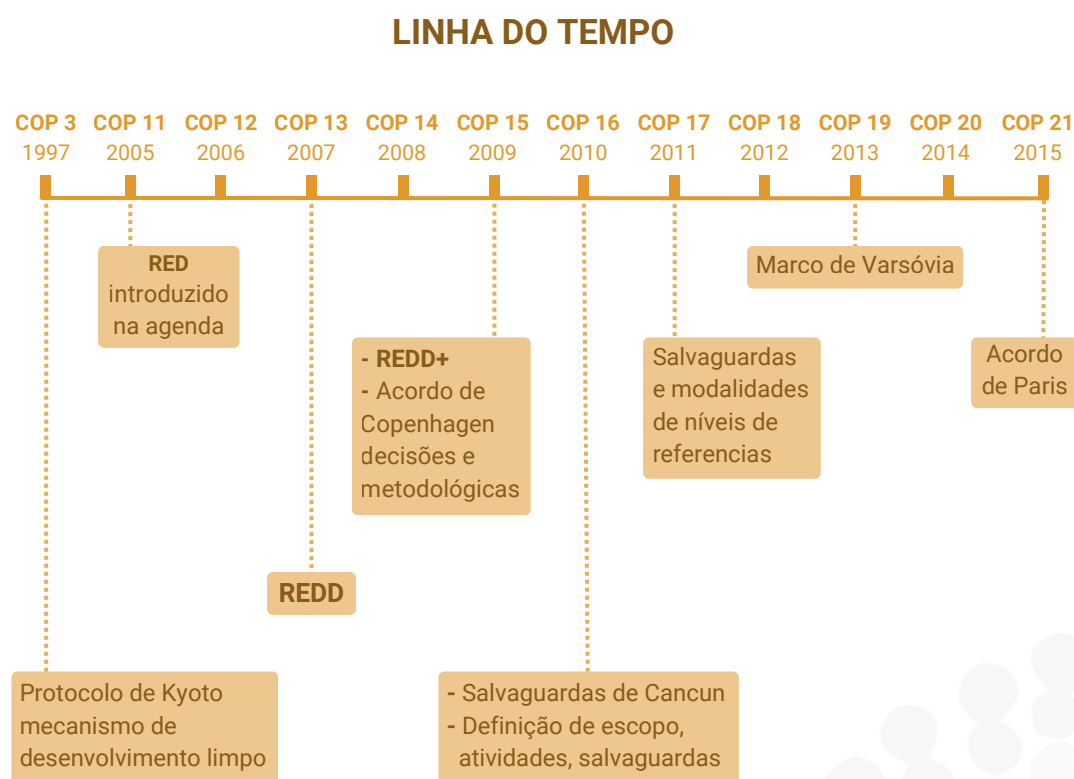 LINHA DO TEMPO
COP 3 COP 11 COP 12 COP 13 COP 14 COP 15 COP 16 COP 17 COP 18 COP 19 COP 20 COP 21
1997 2005 2006 2007 2008 2009 2010 2011 2012 2013 2014 2015
RED
introduzido
na agenda
Marco de Varsóvia
- REDD+
- Acordo de
Copenhagen
decisões e
metodológicas
Salvaguardas
e modalidades
de níveis de
referencias
Acordo
de Paris
REDD
Protocolo de Kyoto
mecanismo de
desenvolvimento limpo
- Salvaguardas de Cancun
- Definição de escopo,
atividades, salvaguardas